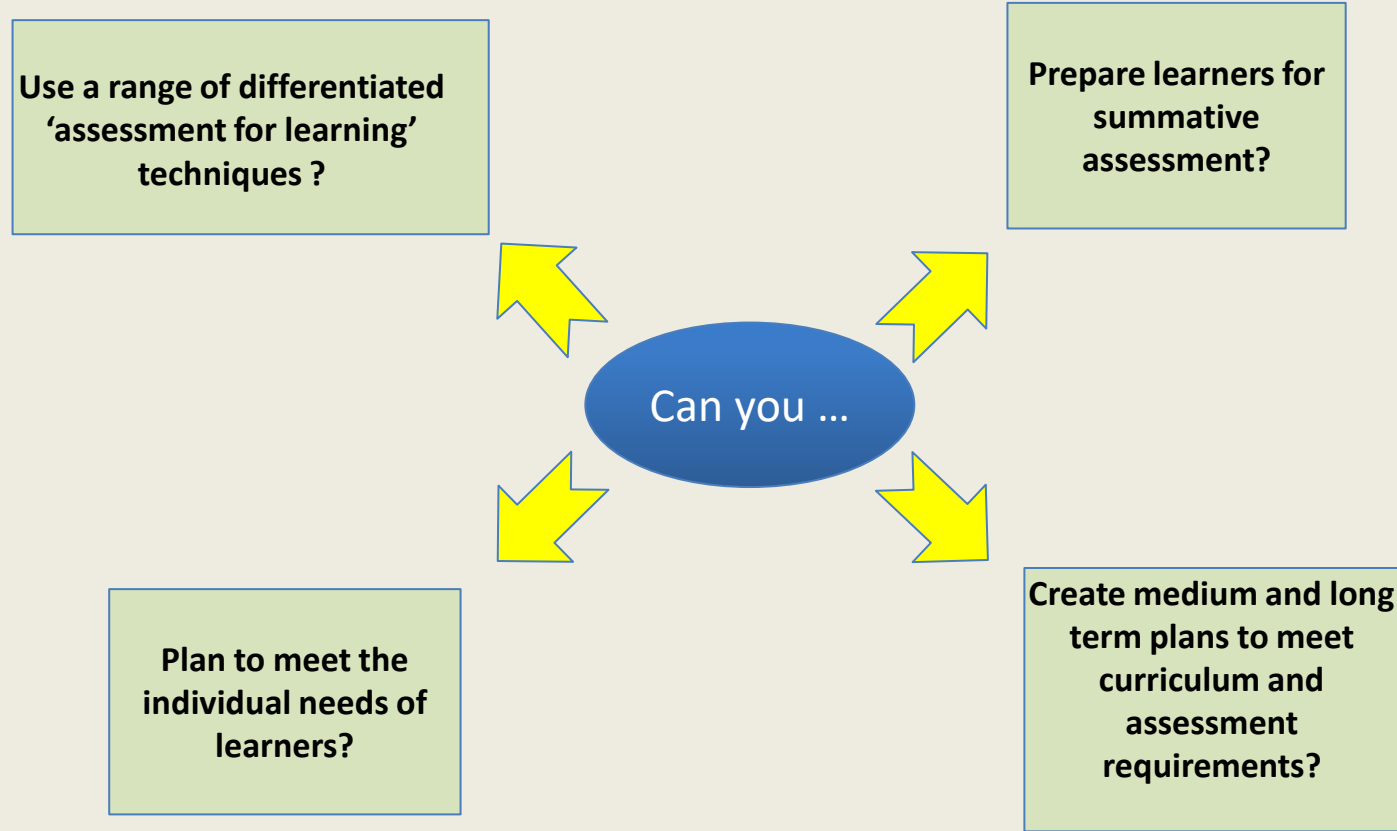 Use a range of differentiated
‘assessment for learning’
techniques ?
Prepare learners for
summative
assessment?
Can you …
Plan to meet the
individual needs of
learners?
Create medium and long
term plans to meet
curriculum and
assessment
requirements?